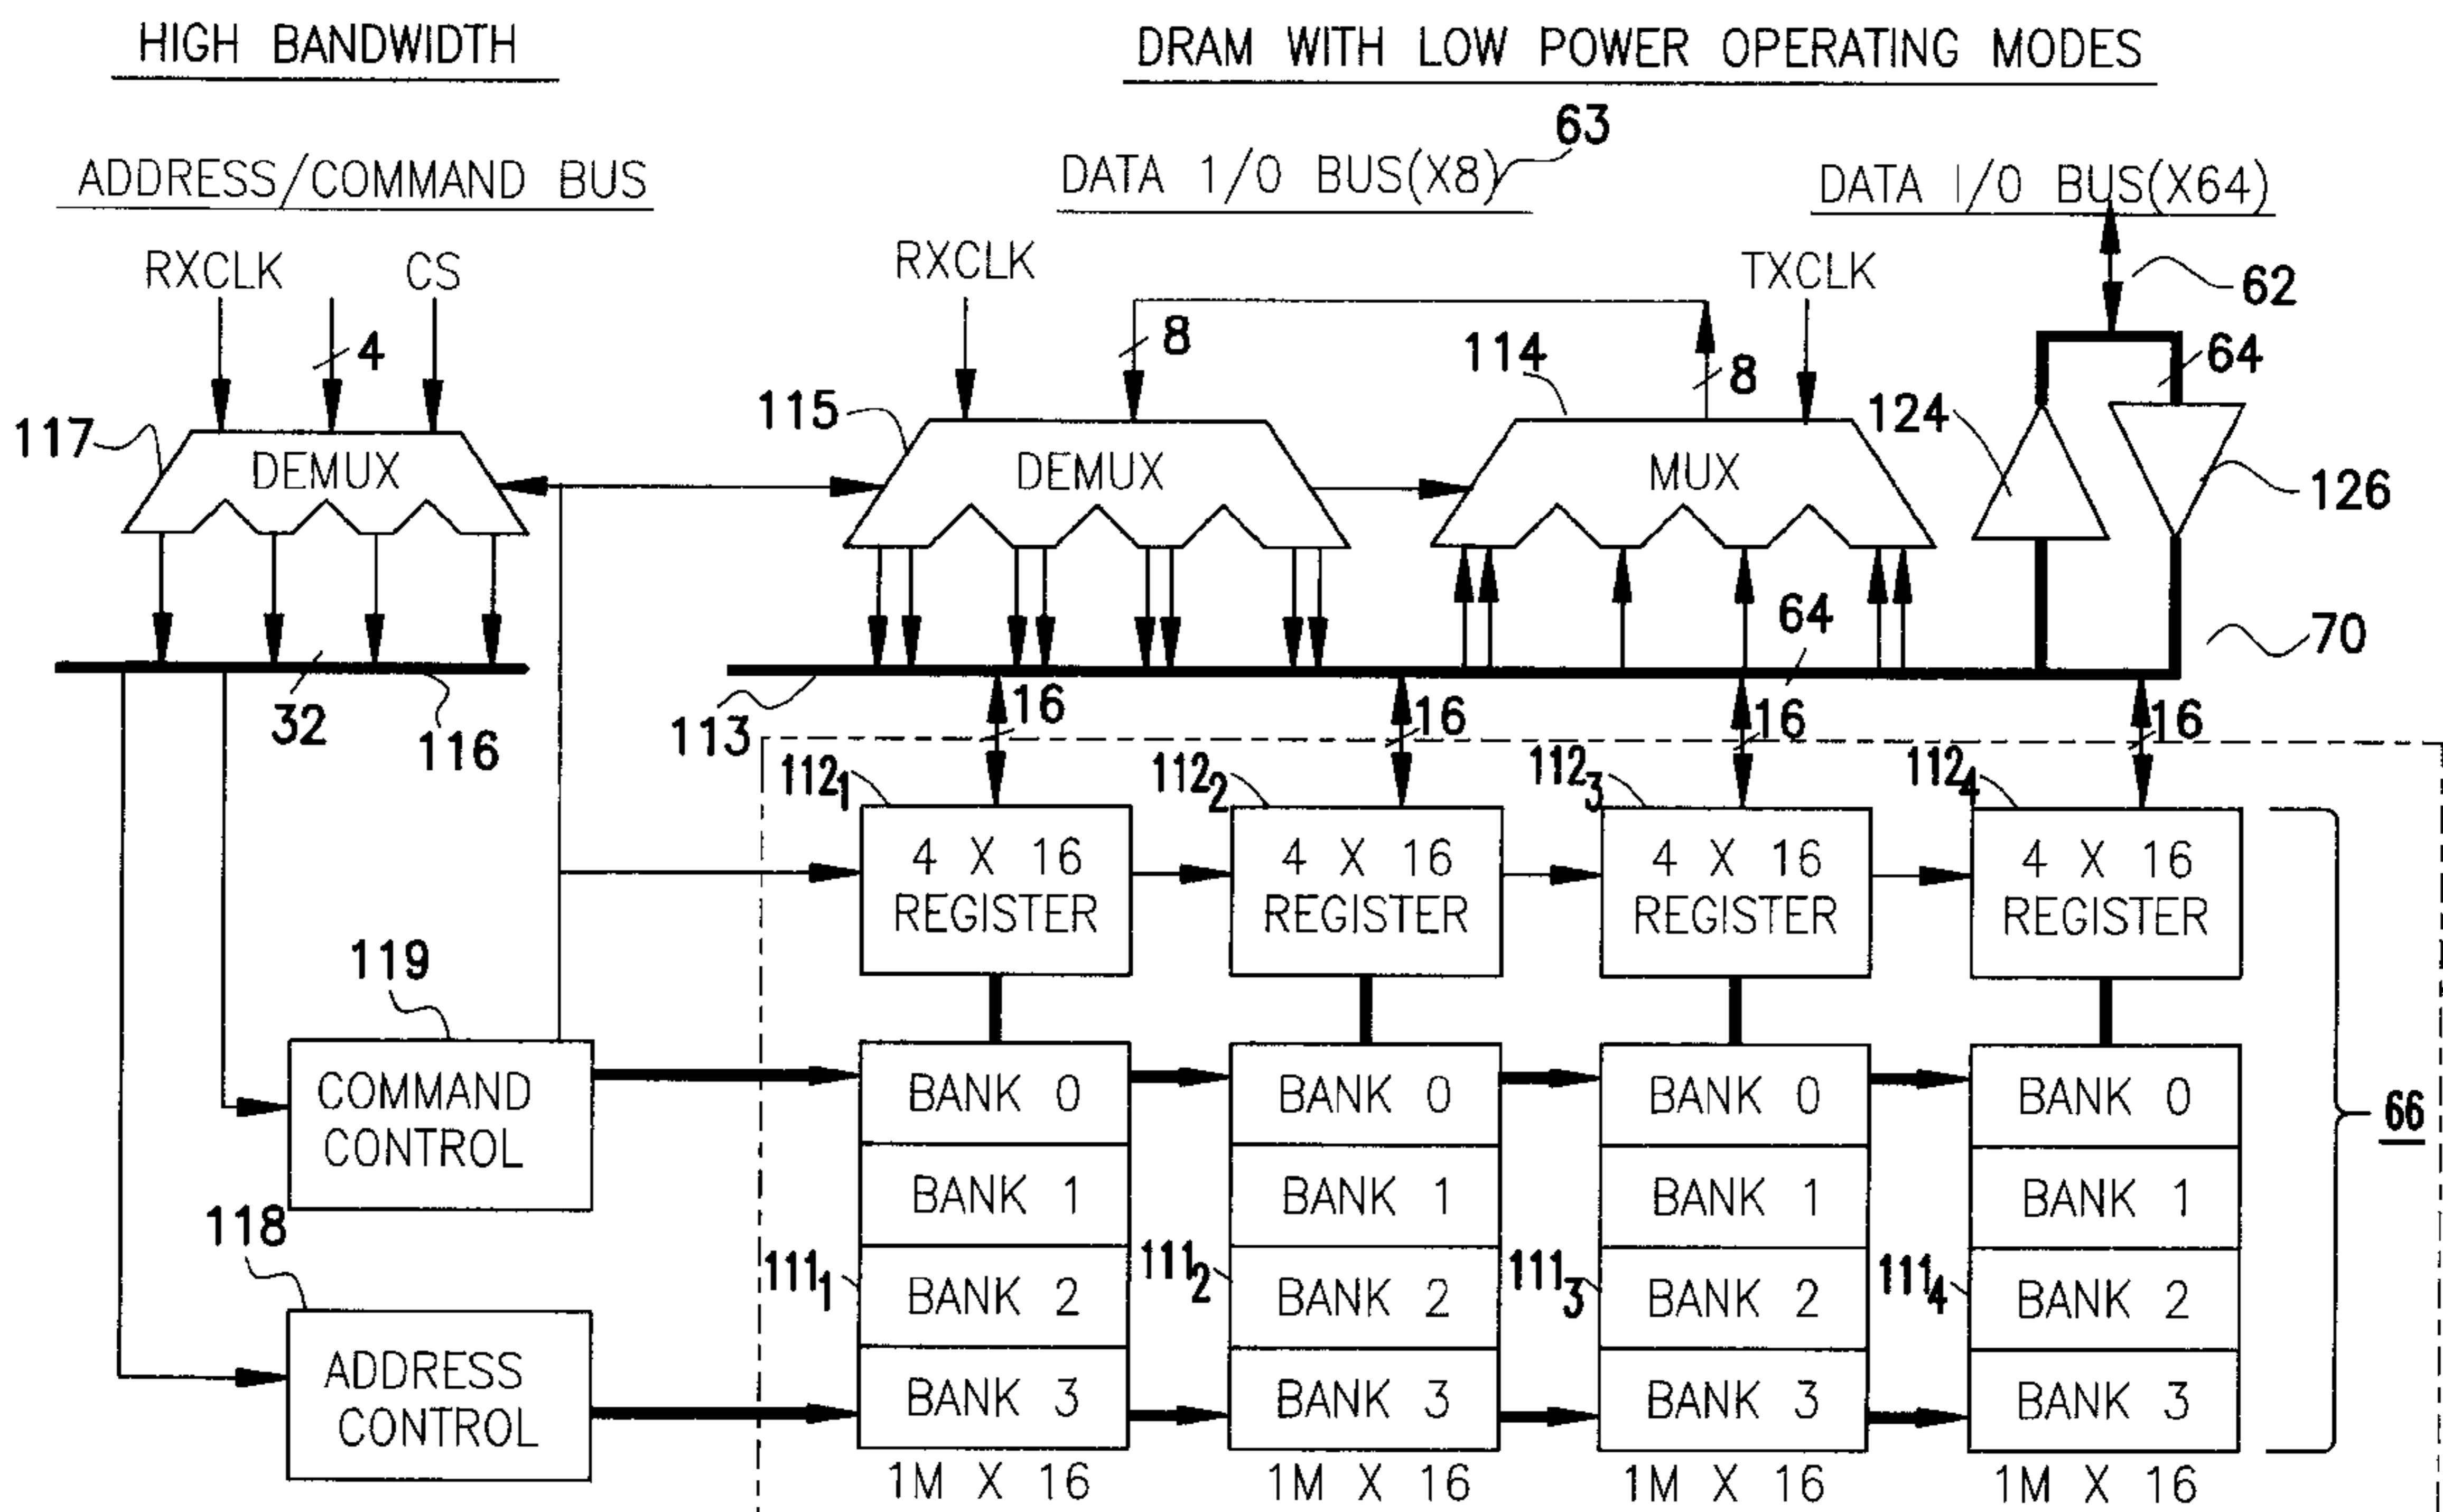 HIGH BANDWIDTH
DRAM WITH LOW POWER OPERATING MODES
ADDRESS/COMMAND BUS
DATA 1/0 BUS(X8)
63
DATA I/0 BUS(X64)
RXCLK
CS
RXCLK
TXCLK
62
4
8
114
8
64
117
115
124
126
DEMUX
DEMUX
MUX
32
116
113
64
70
16
16
16
16
112₁
112₂
112₃
112₄
4 X 16
REGISTER
4 X 16
REGISTER
4 X 16
REGISTER
4 X 16
REGISTER
119
COMMAND
CONTROL
118
ADDRESS
CONTROL
111₁
BANK 0
BANK 1
BANK 2
BANK 3
1M X 16
111₂
BANK 0
BANK 1
BANK 2
BANK 3
1M X 16
111₃
BANK 0
BANK 1
BANK 2
BANK 3
1M X 16
111₄
BANK 0
BANK 1
BANK 2
BANK 3
1M X 16
66